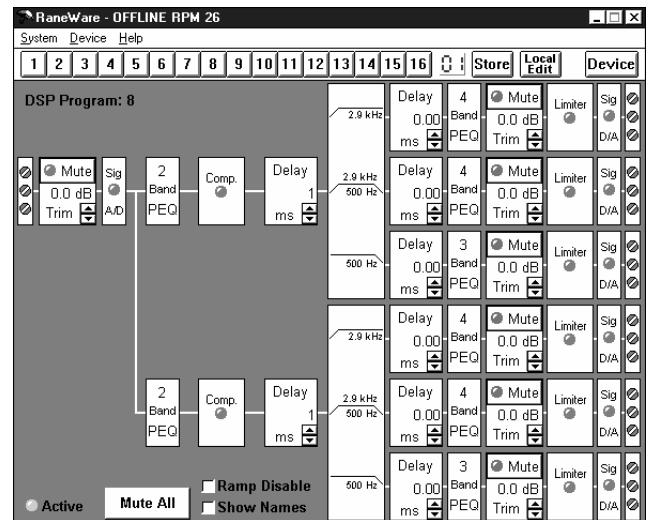 RaneWare - OFFLINE RPM 26
System Device Help
1 2 3 4 5 6 7 8 9 10 11 12 13 14 15 16 01 Store Local Edit Device
DSP Program: 8
2.9 kHz
Delay 0.00 ms
4 Band PEQ
Mute 0.0 dB Trim
Limiter
Sig D/A
Mute 0.0 dB Trim
Sig A/D
2 Band PEQ
Comp.
Delay 1 ms
2.9 kHz
500 Hz
Delay 0.00 ms
4 Band PEQ
Mute 0.0 dB Trim
Limiter
Sig D/A
500 Hz
Delay 0.00 ms
3 Band PEQ
Mute 0.0 dB Trim
Limiter
Sig D/A
2.9 kHz
Delay 0.00 ms
4 Band PEQ
Mute 0.0 dB Trim
Limiter
Sig D/A
2 Band PEQ
Comp.
Delay 1 ms
2.9 kHz
500 Hz
Delay 0.00 ms
4 Band PEQ
Mute 0.0 dB Trim
Limiter
Sig D/A
500 Hz
Delay 0.00 ms
3 Band PEQ
Mute 0.0 dB Trim
Limiter
Sig D/A
Active
Mute All
Ramp Disable
Show Names